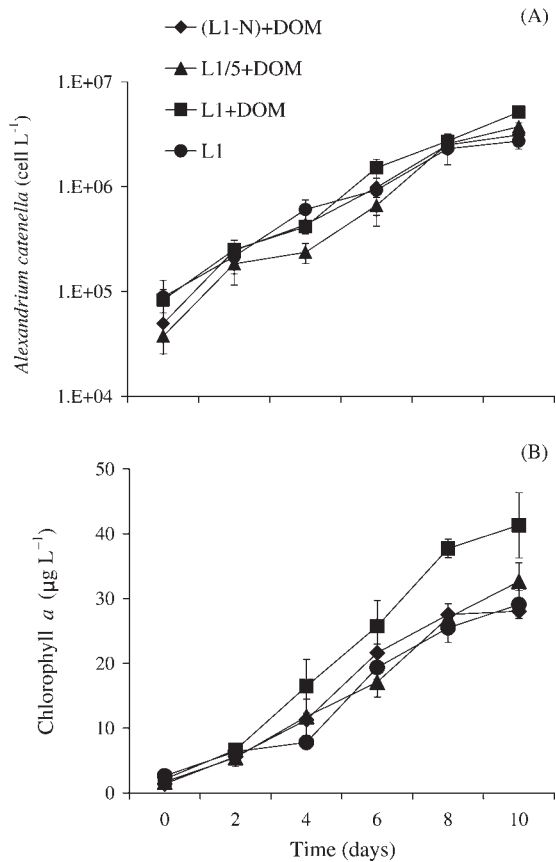 (A)
(L1-N)+DOM
L1/5+DOM
L1+DOM
L1
1.E+07
1.E+06
1.E+05
1.E+04
Alexandrium catenella (cell L⁻¹)
(B)
50
40
30
20
10
0
Chlorophyll a (µg L⁻¹)
0 2 4 6 8 10
Time (days)